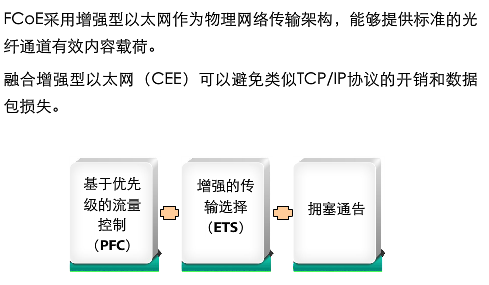 FCoE采用增强型以太网作为物理网络传输架构，能够提供标准的光
纤通道有效内容载荷。
融合增强型以太网（CEE）可以避免类似TCP/IP协议的开销和数据
包损失。
基于优先
级的流量
控制
（PFC）
增强的传
输选择
（ETS）
拥塞通告